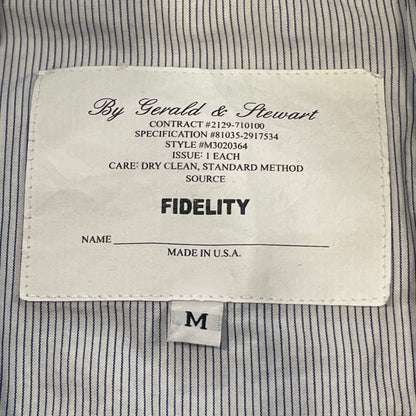 By Gerald & Stewart
CONTRACT #2129-710100
SPECIFICATION #81035-2917534
STYLE #M3020364
ISSUE: 1 EACH
CARE: DRY CLEAN, STANDARD METHOD
SOURCE
FIDELITY
NAME
MADE IN U.S.A.
M